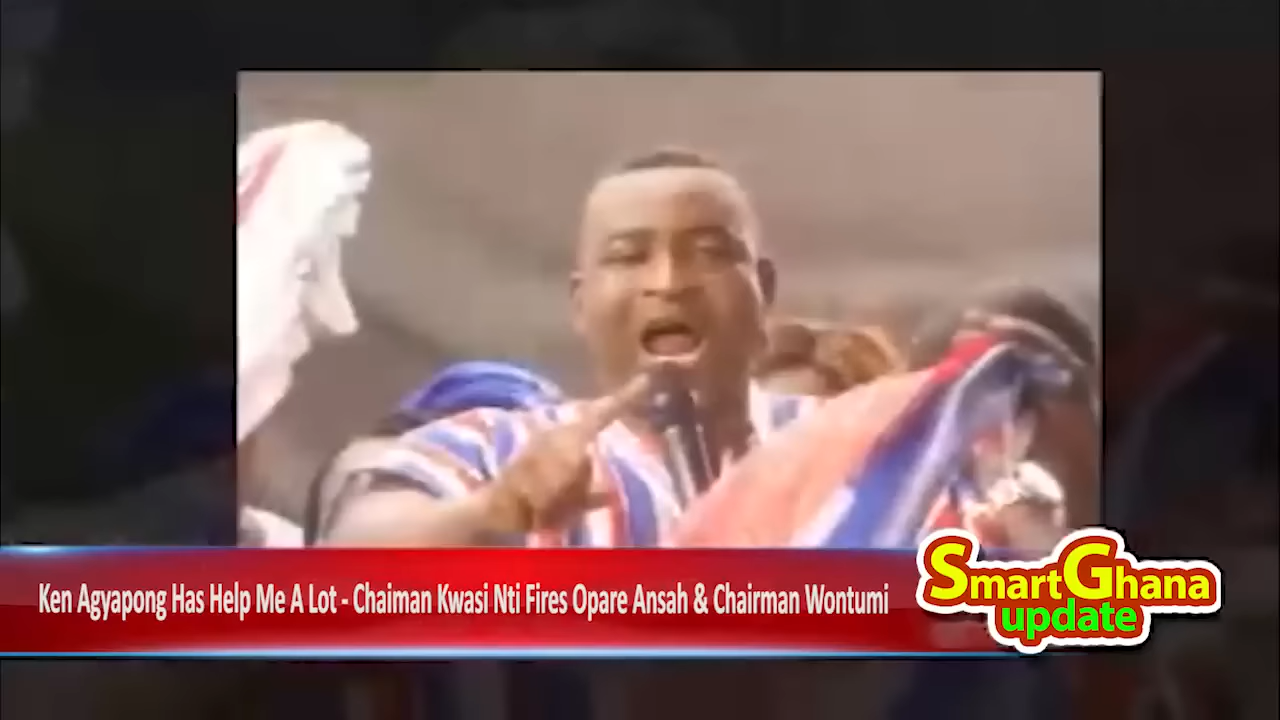 Ken Agyapong Has Help Me A Lot - Chaiman Kwasi Nti Fires Opare Ansah & Chairman Wontumi
SmartGhana
update